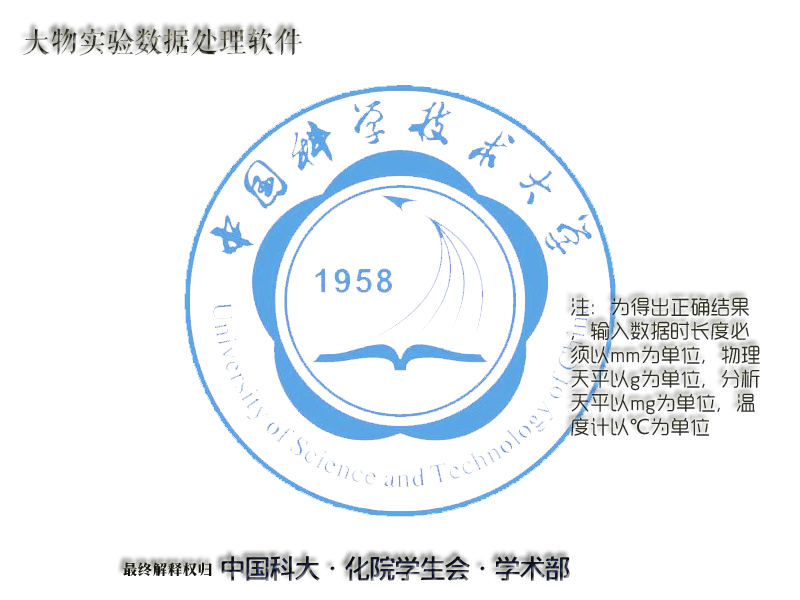 大物实验数据处理软件
中国科学技术大学
1958
University of Science and Technology of China
注：为得出正确结果
，输入数据时长度必
须以mm为单位，物理
天平以g为单位，分析
天平以mg为单位，温
度计以℃为单位
最终解释权归 中国科大·化院学生会·学术部